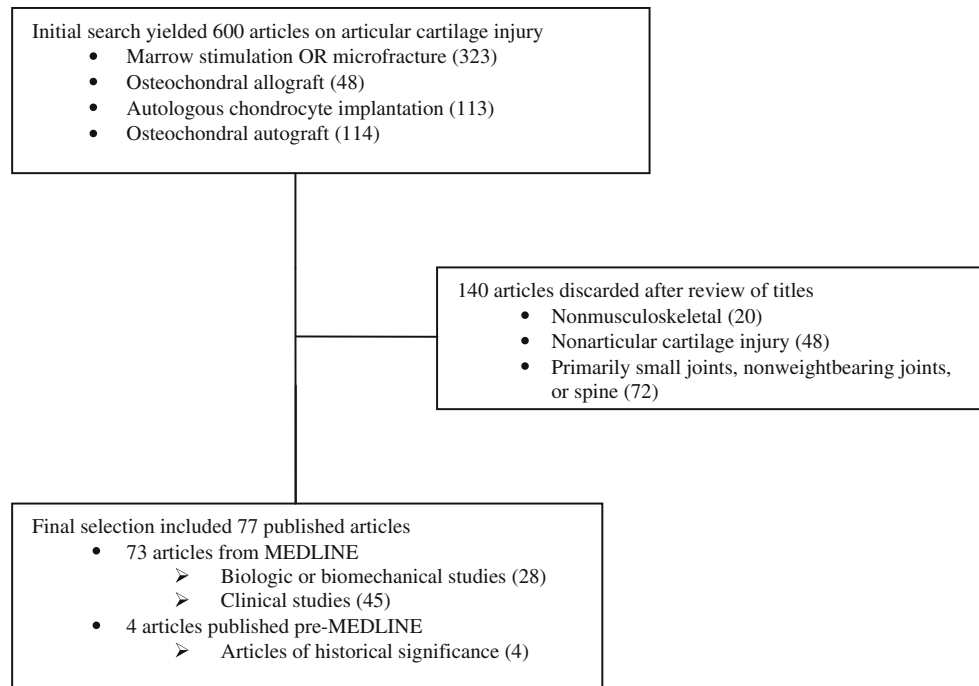 Initial search yielded 600 articles on articular cartilage injury
• Marrow stimulation OR microfracture (323)
• Osteochondral allograft (48)
• Autologous chondrocyte implantation (113)
• Osteochondral autograft (114)
140 articles discarded after review of titles
• Nonmusculoskeletal (20)
• Nonarticular cartilage injury (48)
• Primarily small joints, nonweightbearing joints,
or spine (72)
Final selection included 77 published articles
• 73 articles from MEDLINE
➢ Biologic or biomechanical studies (28)
➢ Clinical studies (45)
• 4 articles published pre-MEDLINE
➢ Articles of historical significance (4)